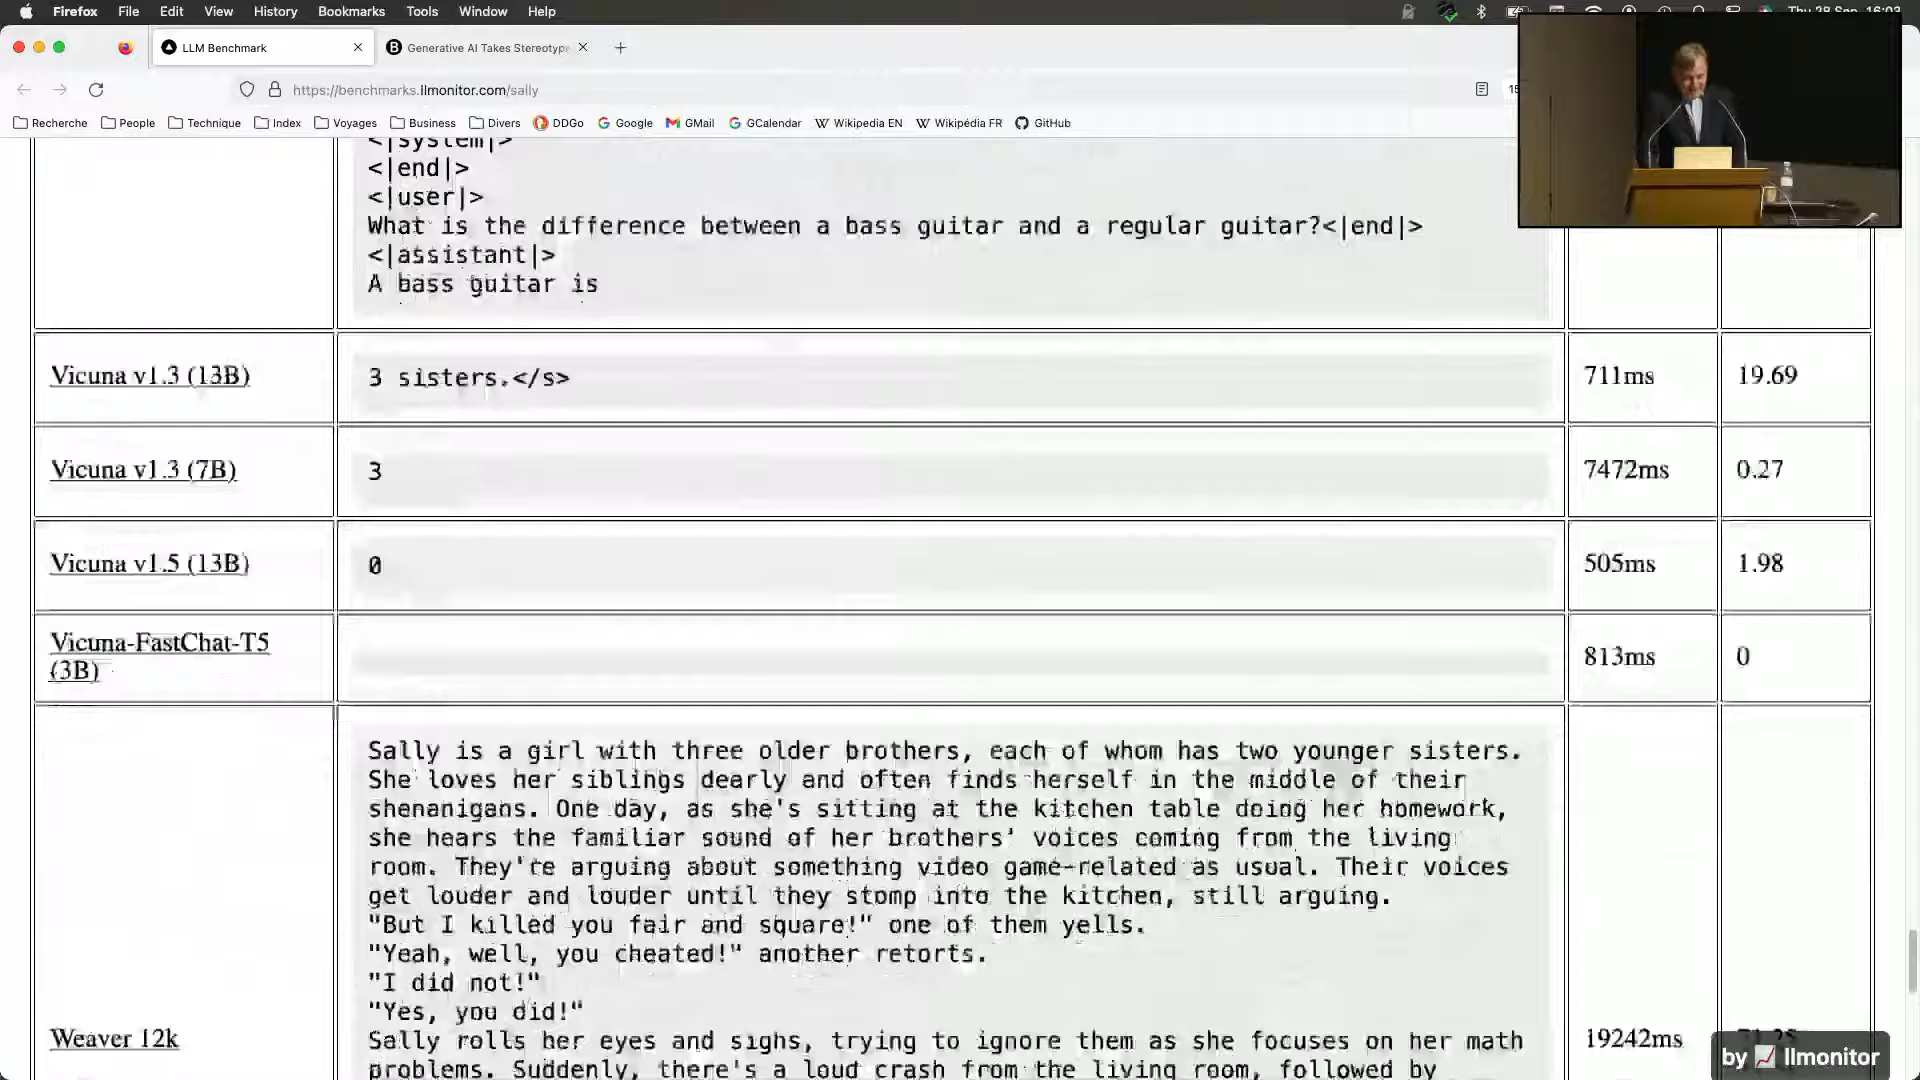 Firefox File Edit View History Bookmarks Tools Window Help
LLM Benchmark
Generative AI Takes Stereotype
https://benchmarks.llmonitor.com/sally
Recherche People Technique Index Voyages Business Divers DDGo Google GMail GCalendar Wikipedia EN Wikipédia FR GitHub
<|system|>
<|end|>
<|user|>
What is the difference between a bass guitar and a regular guitar?<|end|>
<|assistant|>
A bass guitar is
Vicuna v1.3 (13B) 3 sisters.</s> 711ms 19.69
Vicuna v1.3 (7B) 3 7472ms 0.27
Vicuna v1.5 (13B) 0 505ms 1.98
Vicuna-FastChat-T5
(3B) 813ms 0
Sally is a girl with three older brothers, each of whom has two younger sisters.
She loves her siblings dearly and often finds herself in the middle of their
shenanigans. One day, as she's sitting at the kitchen table doing her homework,
she hears the familiar sound of her brothers' voices coming from the living
room. They're arguing about something video game-related as usual. Their voices
get louder and louder until they stomp into the kitchen, still arguing.
"But I killed you fair and square!" one of them yells.
"Yeah, well, you cheated!" another retorts.
"I did not!"
"Yes, you did!"
Weaver 12k Sally rolls her eyes and sighs, trying to ignore them as she focuses on her math 19242ms
problems. Suddenly, there's a loud crash from the living room, followed by
by llmonitor